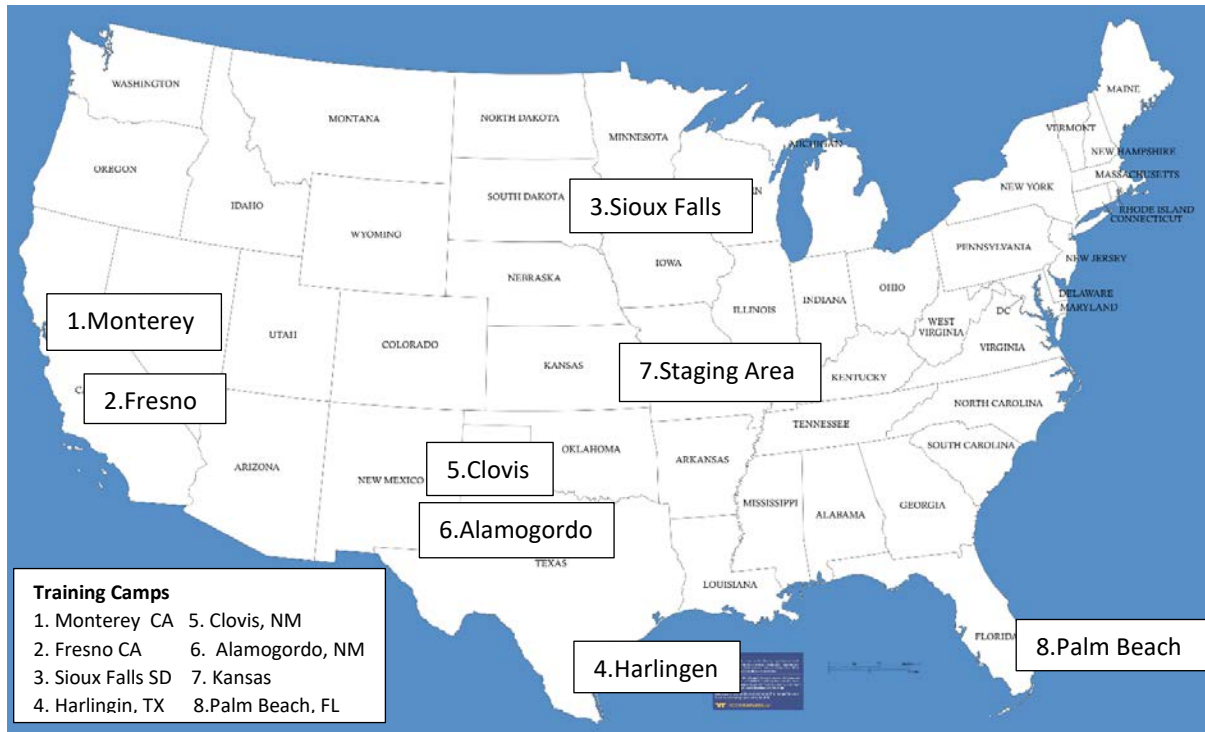 WASHINGTON
MONTANA
NORTH DAKOTA
MINNESOTA
MICHIGAN
MAINE
VERMONT
NEW HAMPSHIRE
MASSACHUSETTS
NEW YORK
RHODE ISLAND
CONNECTICUT
OREGON
IDAHO
SOUTH DAKOTA
3.Sioux Falls
WYOMING
PENNSYLVANIA
NEW JERSEY
IOWA
NEBRASKA
OHIO
INDIANA
ILLINOIS
DELAWARE
MARYLAND
DC
1.Monterey
UTAH
COLORADO
WEST
VIRGINIA
VIRGINIA
KANSAS
7.Staging Area
KENTUCKY
2.Fresno
NORTH CAROLINA
TENNESSEE
SOUTH CAROLINA
OKLAHOMA
ARKANSAS
ARIZONA
NEW MEXICO
5.Clovis
MISSISSIPPI
ALABAMA
GEORGIA
6.Alamogordo
TEXAS
LOUISIANA
FLORIDA
8.Palm Beach
4.Harlingen
Training Camps
1. Monterey CA 5. Clovis, NM
2. Fresno CA 6. Alamogordo, NM
3. Sioux Falls SD 7. Kansas
4. Harlingin, TX 8.Palm Beach, FL